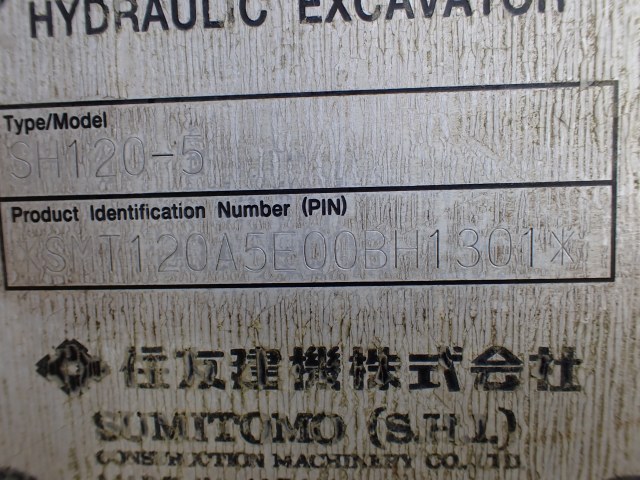 HYDRAULIC EXCAVATOR
Type/Model
SH120-5
Product Identification Number (PIN)
*SMT120A5E00BH1301*
住友建機株式会社
SUMITOMO (S.H.I.)
CONSTRUCTION MACHINERY CO.,LTD.